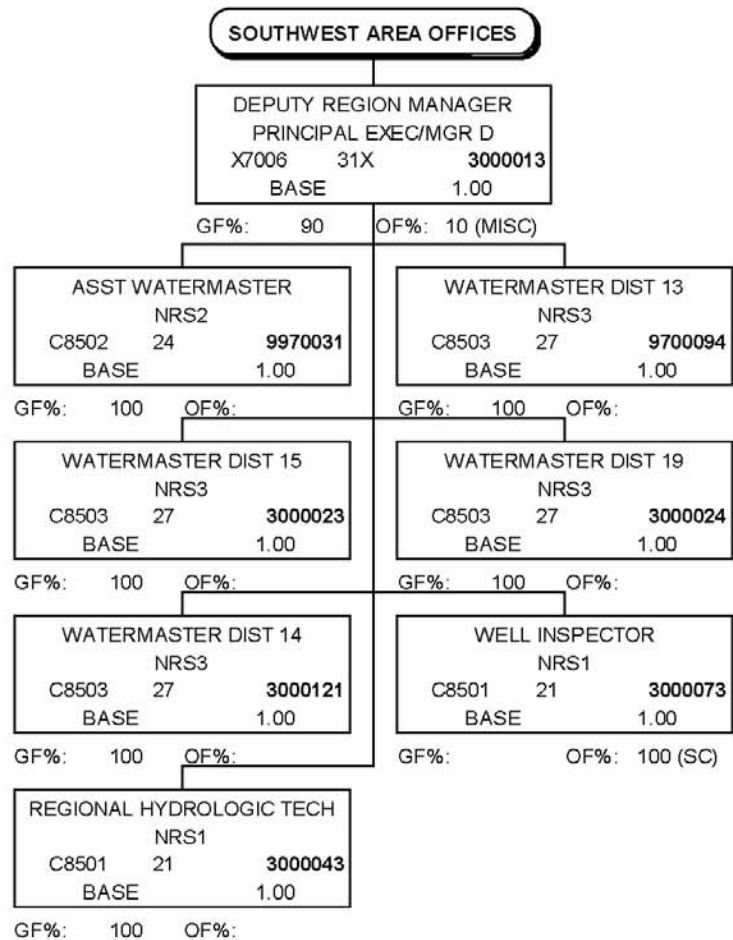 SOUTHWEST AREA OFFICES
DEPUTY REGION MANAGER
PRINCIPAL EXEC/MGR D
X7006 31X 3000013
BASE 1.00
GF%: 90 OF%: 10 (MISC)
ASST WATERMASTER
NRS2
C8502 24 9970031
BASE 1.00
GF%: 100 OF%:
WATERMASTER DIST 13
NRS3
C8503 27 9700094
BASE 1.00
GF%: 100 OF%:
WATERMASTER DIST 15
NRS3
C8503 27 3000023
BASE 1.00
GF%: 100 OF%:
WATERMASTER DIST 19
NRS3
C8503 27 3000024
BASE 1.00
GF%: 100 OF%:
WATERMASTER DIST 14
NRS3
C8503 27 3000121
BASE 1.00
GF%: 100 OF%:
WELL INSPECTOR
NRS1
C8501 21 3000073
BASE 1.00
GF%: OF%: 100 (SC)
REGIONAL HYDROLOGIC TECH
NRS1
C8501 21 3000043
BASE 1.00
GF%: 100 OF%: